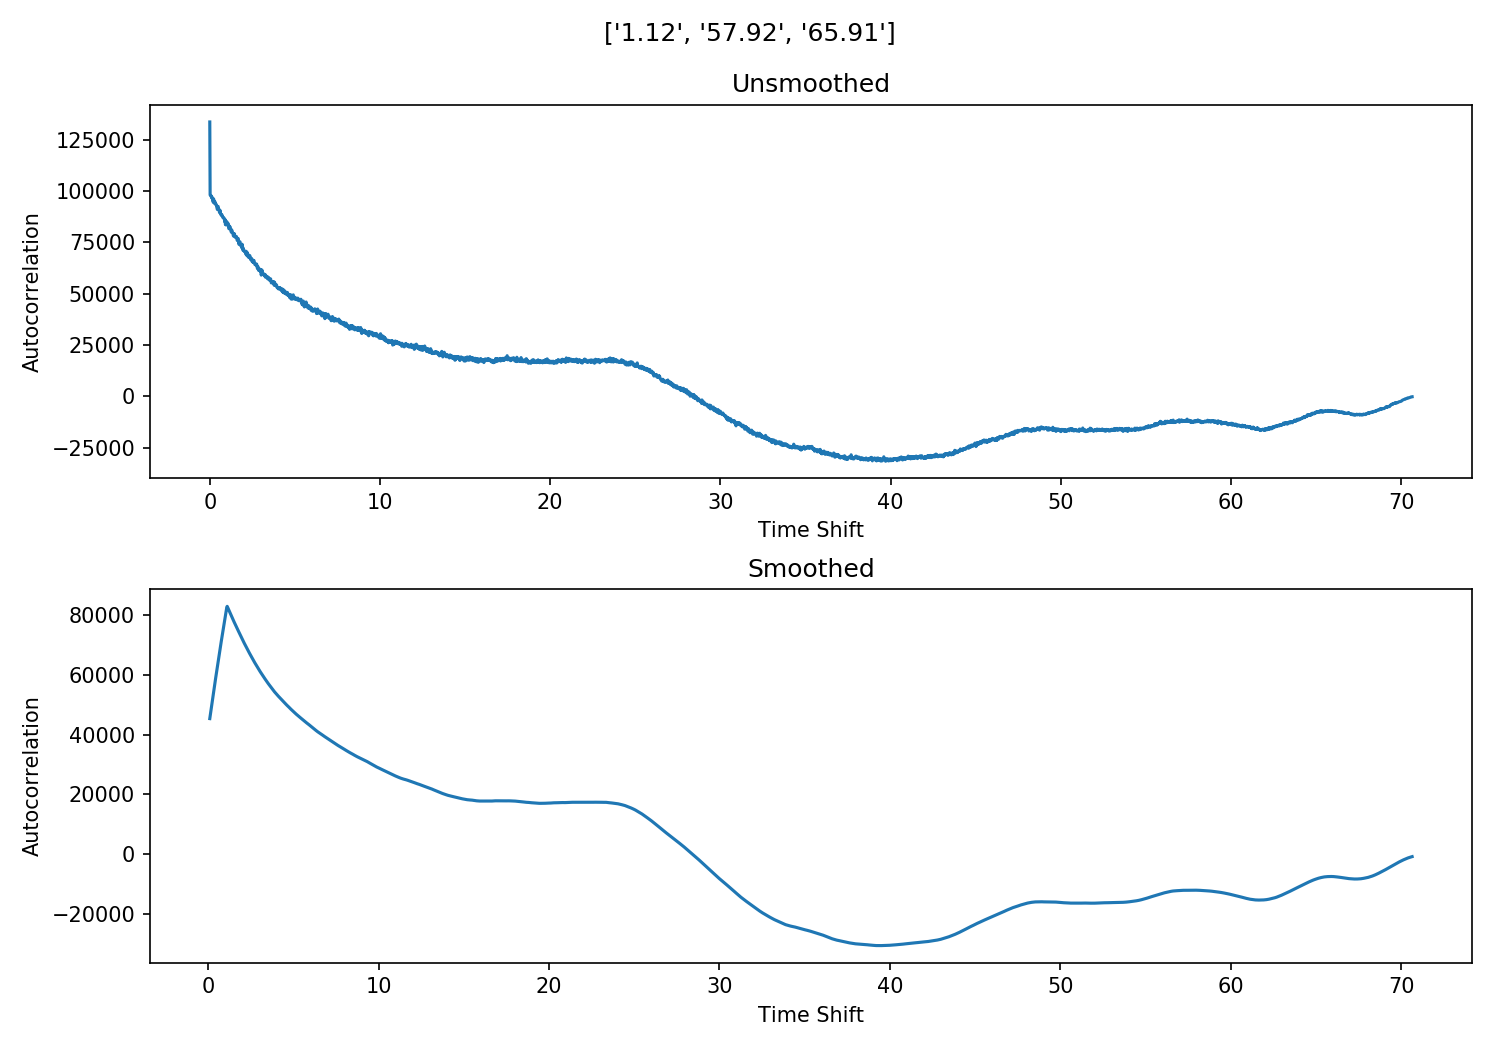 ['1.12', '57.92', '65.91']
Unsmoothed
125000
100000
75000
50000
25000
0
−25000
Autocorrelation
0 10 20 30 40 50 60 70
Time Shift
Smoothed
80000
60000
40000
20000
0
−20000
Autocorrelation
0 10 20 30 40 50 60 70
Time Shift